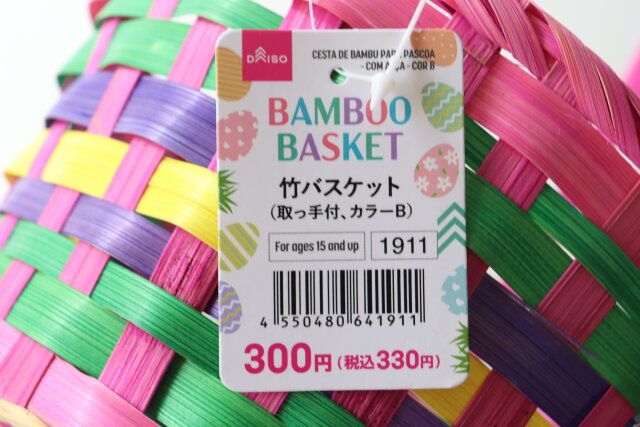 DAISO
CESTA DE BAMBU PARA PÁSCOA
- COM ALÇA - COR B
BAMBOO
BASKET
竹バスケット
(取っ手付、カラーB)
For ages 15 and up
1911
4 550480 641911
300円(税込330円)